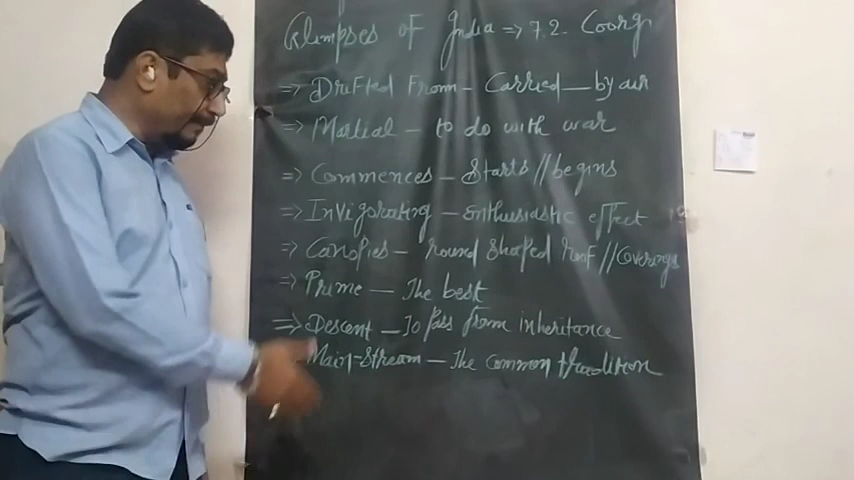 Glimpses of India => 7.2. Coorg
=> Drifted From - Carried - by air
=> Martial - to do with war
=> Commences - Starts // begins
=> Invigorating - enthusiastic effect
=> Canopies - round shaped roof // Coverings
=> Prime - The best
=> Descent - To pass from inheritance
Main-Stream - The common tradition